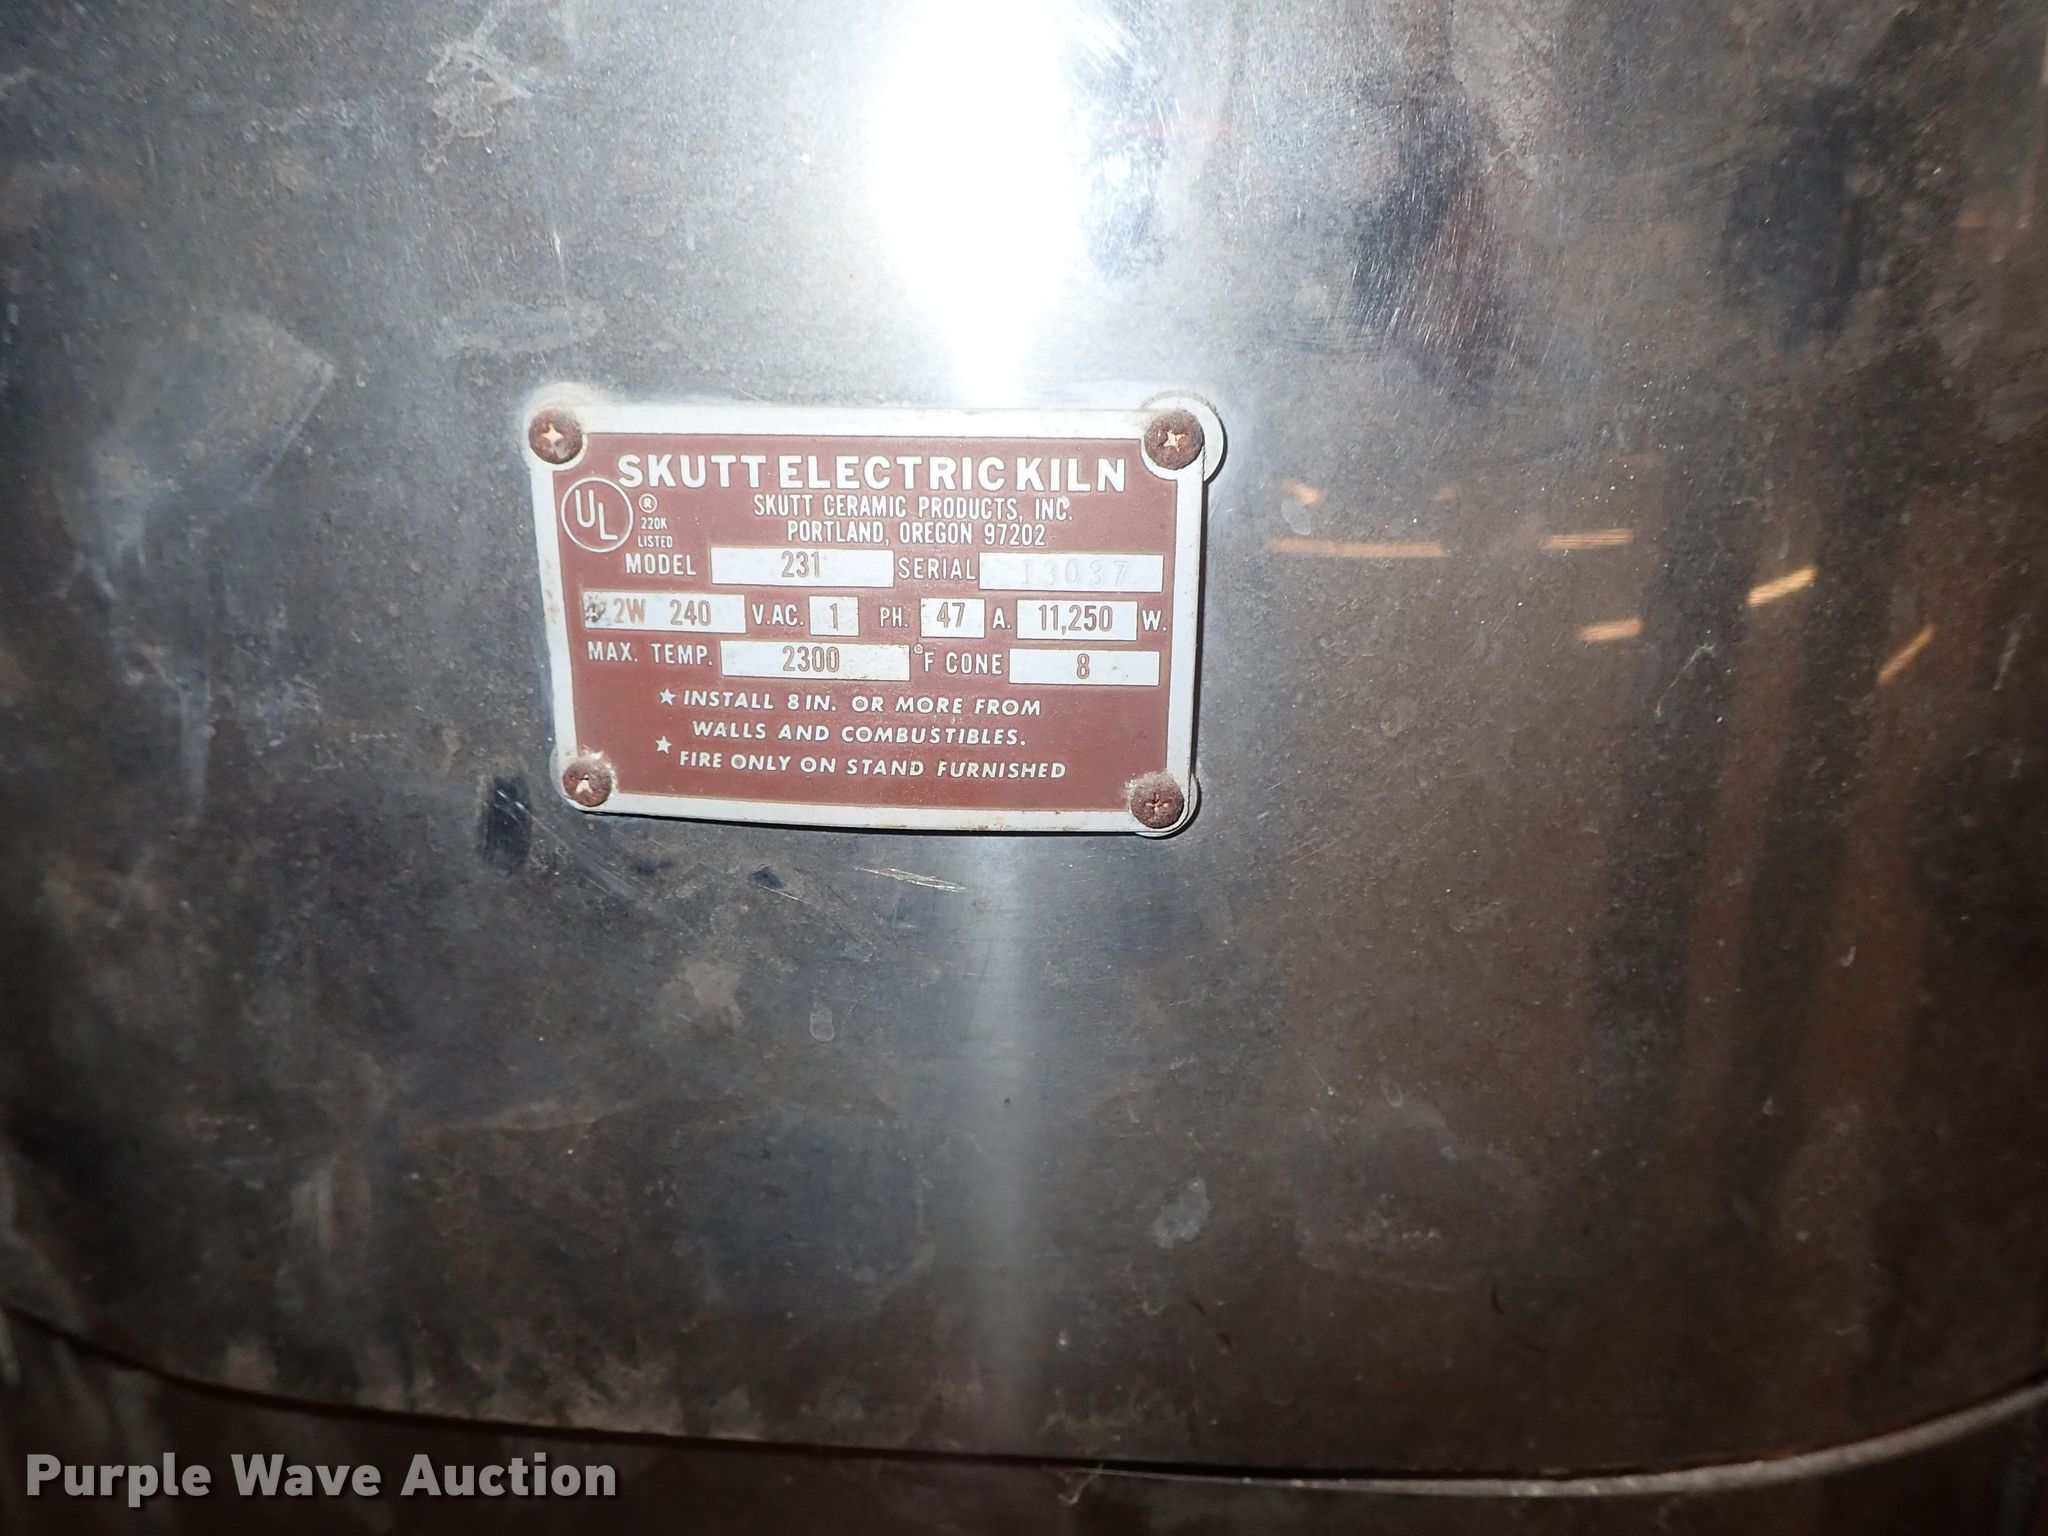 SKUTT ELECTRIC KILN
SKUTT CERAMIC PRODUCTS, INC.
PORTLAND, OREGON 97202
UL ®
220K
LISTED
MODEL 231 SERIAL 13037
2W 240 V.AC. 1 PH. 47 A. 11,250 W.
MAX. TEMP. 2300 °F CONE 8
★ INSTALL 8 IN. OR MORE FROM
WALLS AND COMBUSTIBLES.
★ FIRE ONLY ON STAND FURNISHED
Purple Wave Auction